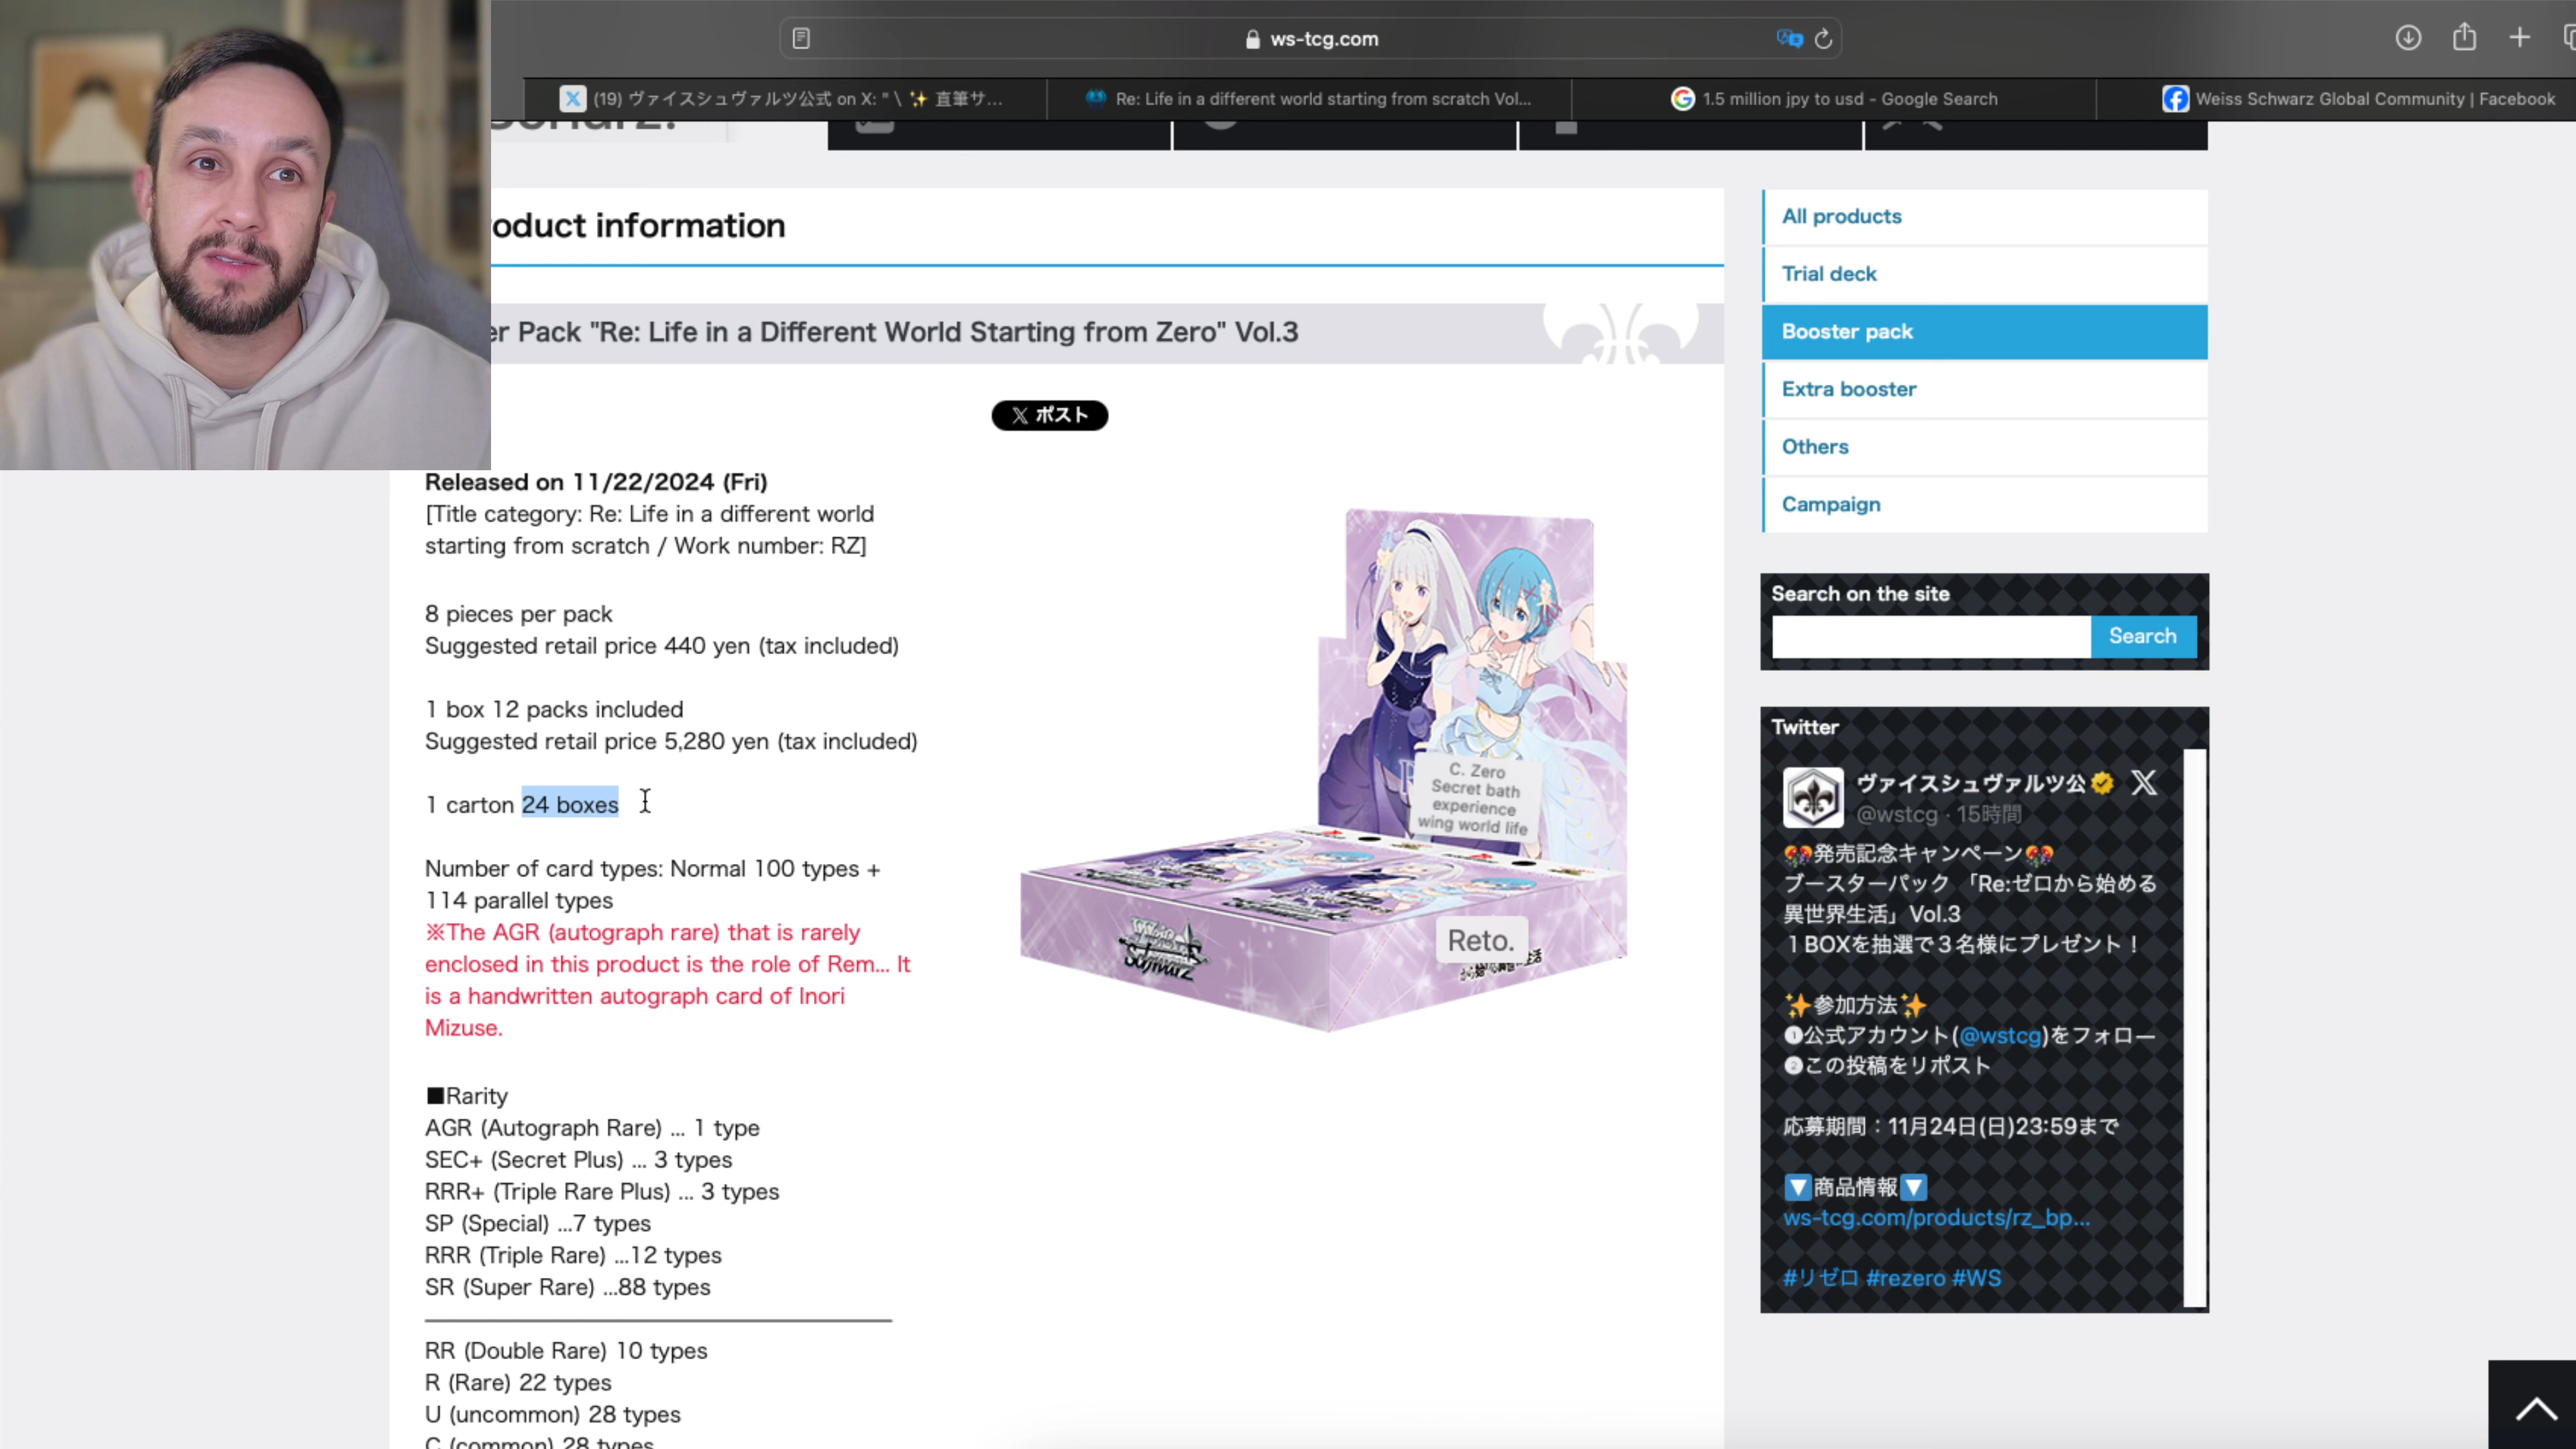 ws-tcg.com
(19) ヴァイスシュヴァルツ公式 on X: " \ ✨ 直筆サ...
Re: Life in a different world starting from scratch Vol...
1.5 million jpy to usd - Google Search
Weiss Schwarz Global Community | Facebook
oduct information
er Pack "Re: Life in a Different World Starting from Zero" Vol.3
X ポスト
Released on 11/22/2024 (Fri)
[Title category: Re: Life in a different world
starting from scratch / Work number: RZ]
8 pieces per pack
Suggested retail price 440 yen (tax included)
1 box 12 packs included
Suggested retail price 5,280 yen (tax included)
1 carton 24 boxes
Number of card types: Normal 100 types +
114 parallel types
※The AGR (autograph rare) that is rarely
enclosed in this product is the role of Rem... It
is a handwritten autograph card of Inori
Mizuse.
■Rarity
AGR (Autograph Rare) ... 1 type
SEC+ (Secret Plus) ... 3 types
RRR+ (Triple Rare Plus) ... 3 types
SP (Special) ...7 types
RRR (Triple Rare) ...12 types
SR (Super Rare) ...88 types
RR (Double Rare) 10 types
R (Rare) 22 types
U (uncommon) 28 types
C (common) 28 types
C. Zero
Secret bath
experience
wing world life
Reto.
Weiß
Schwarz
All products
Trial deck
Booster pack
Extra booster
Others
Campaign
Search on the site
Search
Twitter
ヴァイスシュヴァルツ公 X
@wstcg · 15時間
🎊発売記念キャンペーン🎊
ブースターパック 「Re:ゼロから始める
異世界生活」Vol.3
１BOXを抽選で３名様にプレゼント！
✨参加方法✨
❶公式アカウント(@wstcg)をフォロー
❷この投稿をリポスト
応募期間：11月24日(日)23:59まで
🔽商品情報🔽
ws-tcg.com/products/rz_bp...
#リゼロ #rezero #WS